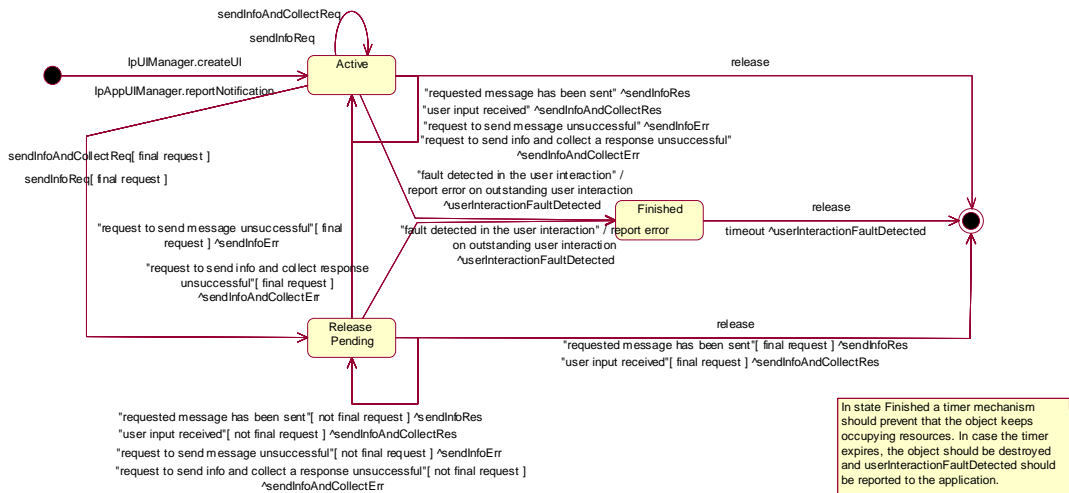 sendInfoAndCollectReq
sendInfoReq
IpUIManager.createUI
IpAppUIManager.reportNotification
Active
release
"requested message has been sent" ^sendInfoRes
"user input received" ^sendInfoAndCollectRes
"request to send message unsuccessful" ^sendInfoErr
"request to send info and collect a response unsuccessful"
^sendInfoAndCollectErr
sendInfoAndCollectReq[ final request ]
sendInfoReq[ final request ]
"fault detected in the user interaction" /
report error on outstanding user interaction
^userInteractionFaultDetected
Finished
release
timeout ^userInteractionFaultDetected
"request to send message unsuccessful"[ final
request ] ^sendInfoErr
"fault detected in the user interaction" / report error
on outstanding user interaction
^userInteractionFaultDetected
"request to send info and collect response
unsuccessful"[ final request ]
^sendInfoAndCollectErr
Release
Pending
release
"requested message has been sent"[ final request ] ^sendInfoRes
"user input received"[ final request ] ^sendInfoAndCollectRes
"requested message has been sent"[ not final request ] ^sendInfoRes
"user input received"[ not final request ] ^sendInfoAndCollectRes
"request to send message unsuccessful"[ not final request ] ^sendInfoErr
"request to send info and collect a response unsuccessful"[ not final request ]
^sendInfoAndCollectErr
In state Finished a timer mechanism
should prevent that the object keeps
occupying resources. In case the timer
expires, the object should be destroyed
and userInteractionFaultDetected should
be reported to the application.